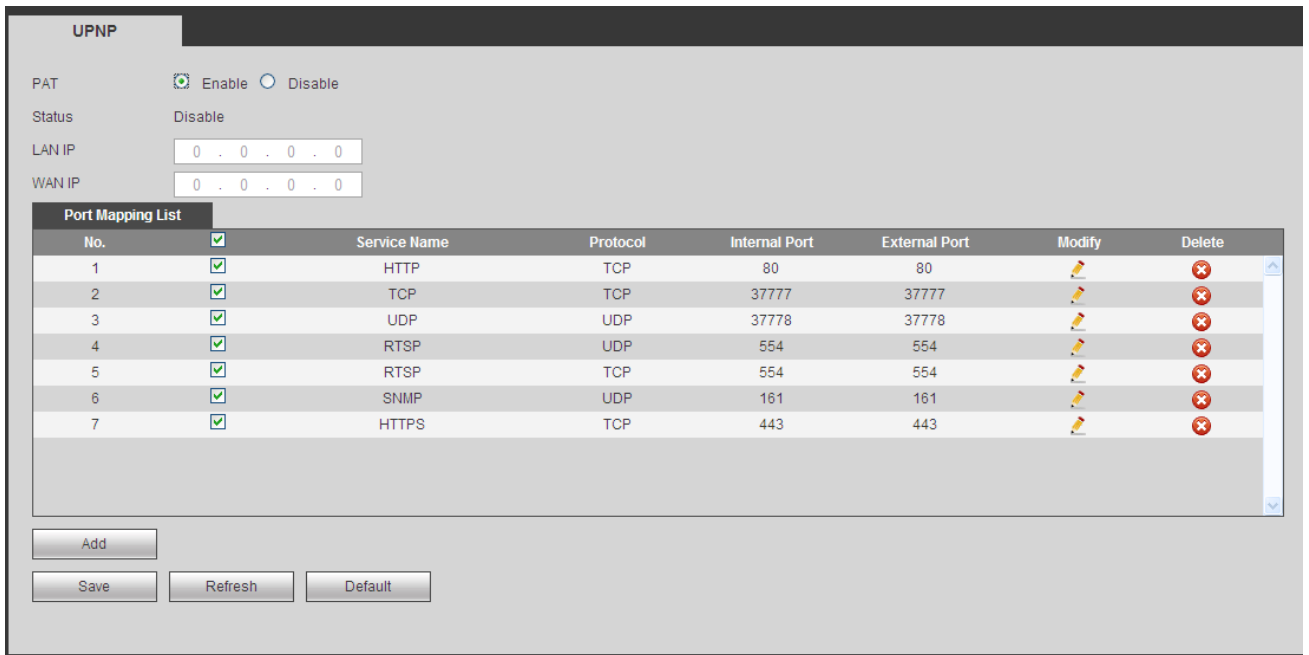 UPNP
PAT Enable Disable
Status Disable
LAN IP 0 . 0 . 0 . 0
WAN IP 0 . 0 . 0 . 0
Port Mapping List
No. Service Name Protocol Internal Port External Port Modify Delete
1 HTTP TCP 80 80
2 TCP TCP 37777 37777
3 UDP UDP 37778 37778
4 RTSP UDP 554 554
5 RTSP TCP 554 554
6 SNMP UDP 161 161
7 HTTPS TCP 443 443
Add
Save Refresh Default